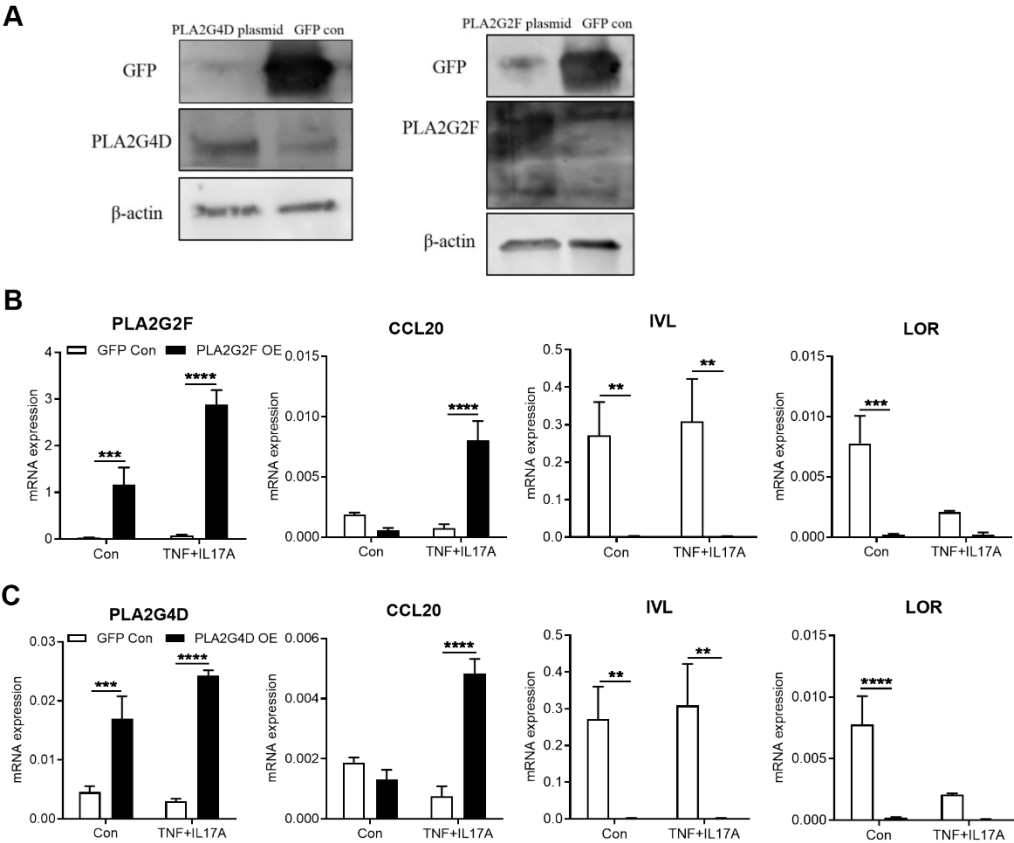 A
PLA2G4D plasmid GFP con
GFP
PLA2G4D
β-actin
PLA2G2F plasmid GFP con
GFP
PLA2G2F
β-actin
B
PLA2G2F
GFP Con PLA2G2F OE
mRNA expression
4
3
2
1
0
***
****
Con TNF+IL17A
CCL20
mRNA expression
0.015
0.010
0.005
0.000
****
Con TNF+IL17A
IVL
mRNA expression
0.5
0.4
0.3
0.2
0.1
0.0
**
**
Con TNF+IL17A
LOR
mRNA expression
0.015
0.010
0.005
0.000
***
Con TNF+IL17A
C
PLA2G4D
GFP Con PLA2G4D OE
mRNA expression
0.03
0.02
0.01
0.00
***
****
Con TNF+IL17A
CCL20
mRNA expression
0.006
0.004
0.002
0.000
****
Con TNF+IL17A
IVL
mRNA expression
0.5
0.4
0.3
0.2
0.1
0.0
**
**
Con TNF+IL17A
LOR
mRNA expression
0.015
0.010
0.005
0.000
****
Con TNF+IL17A